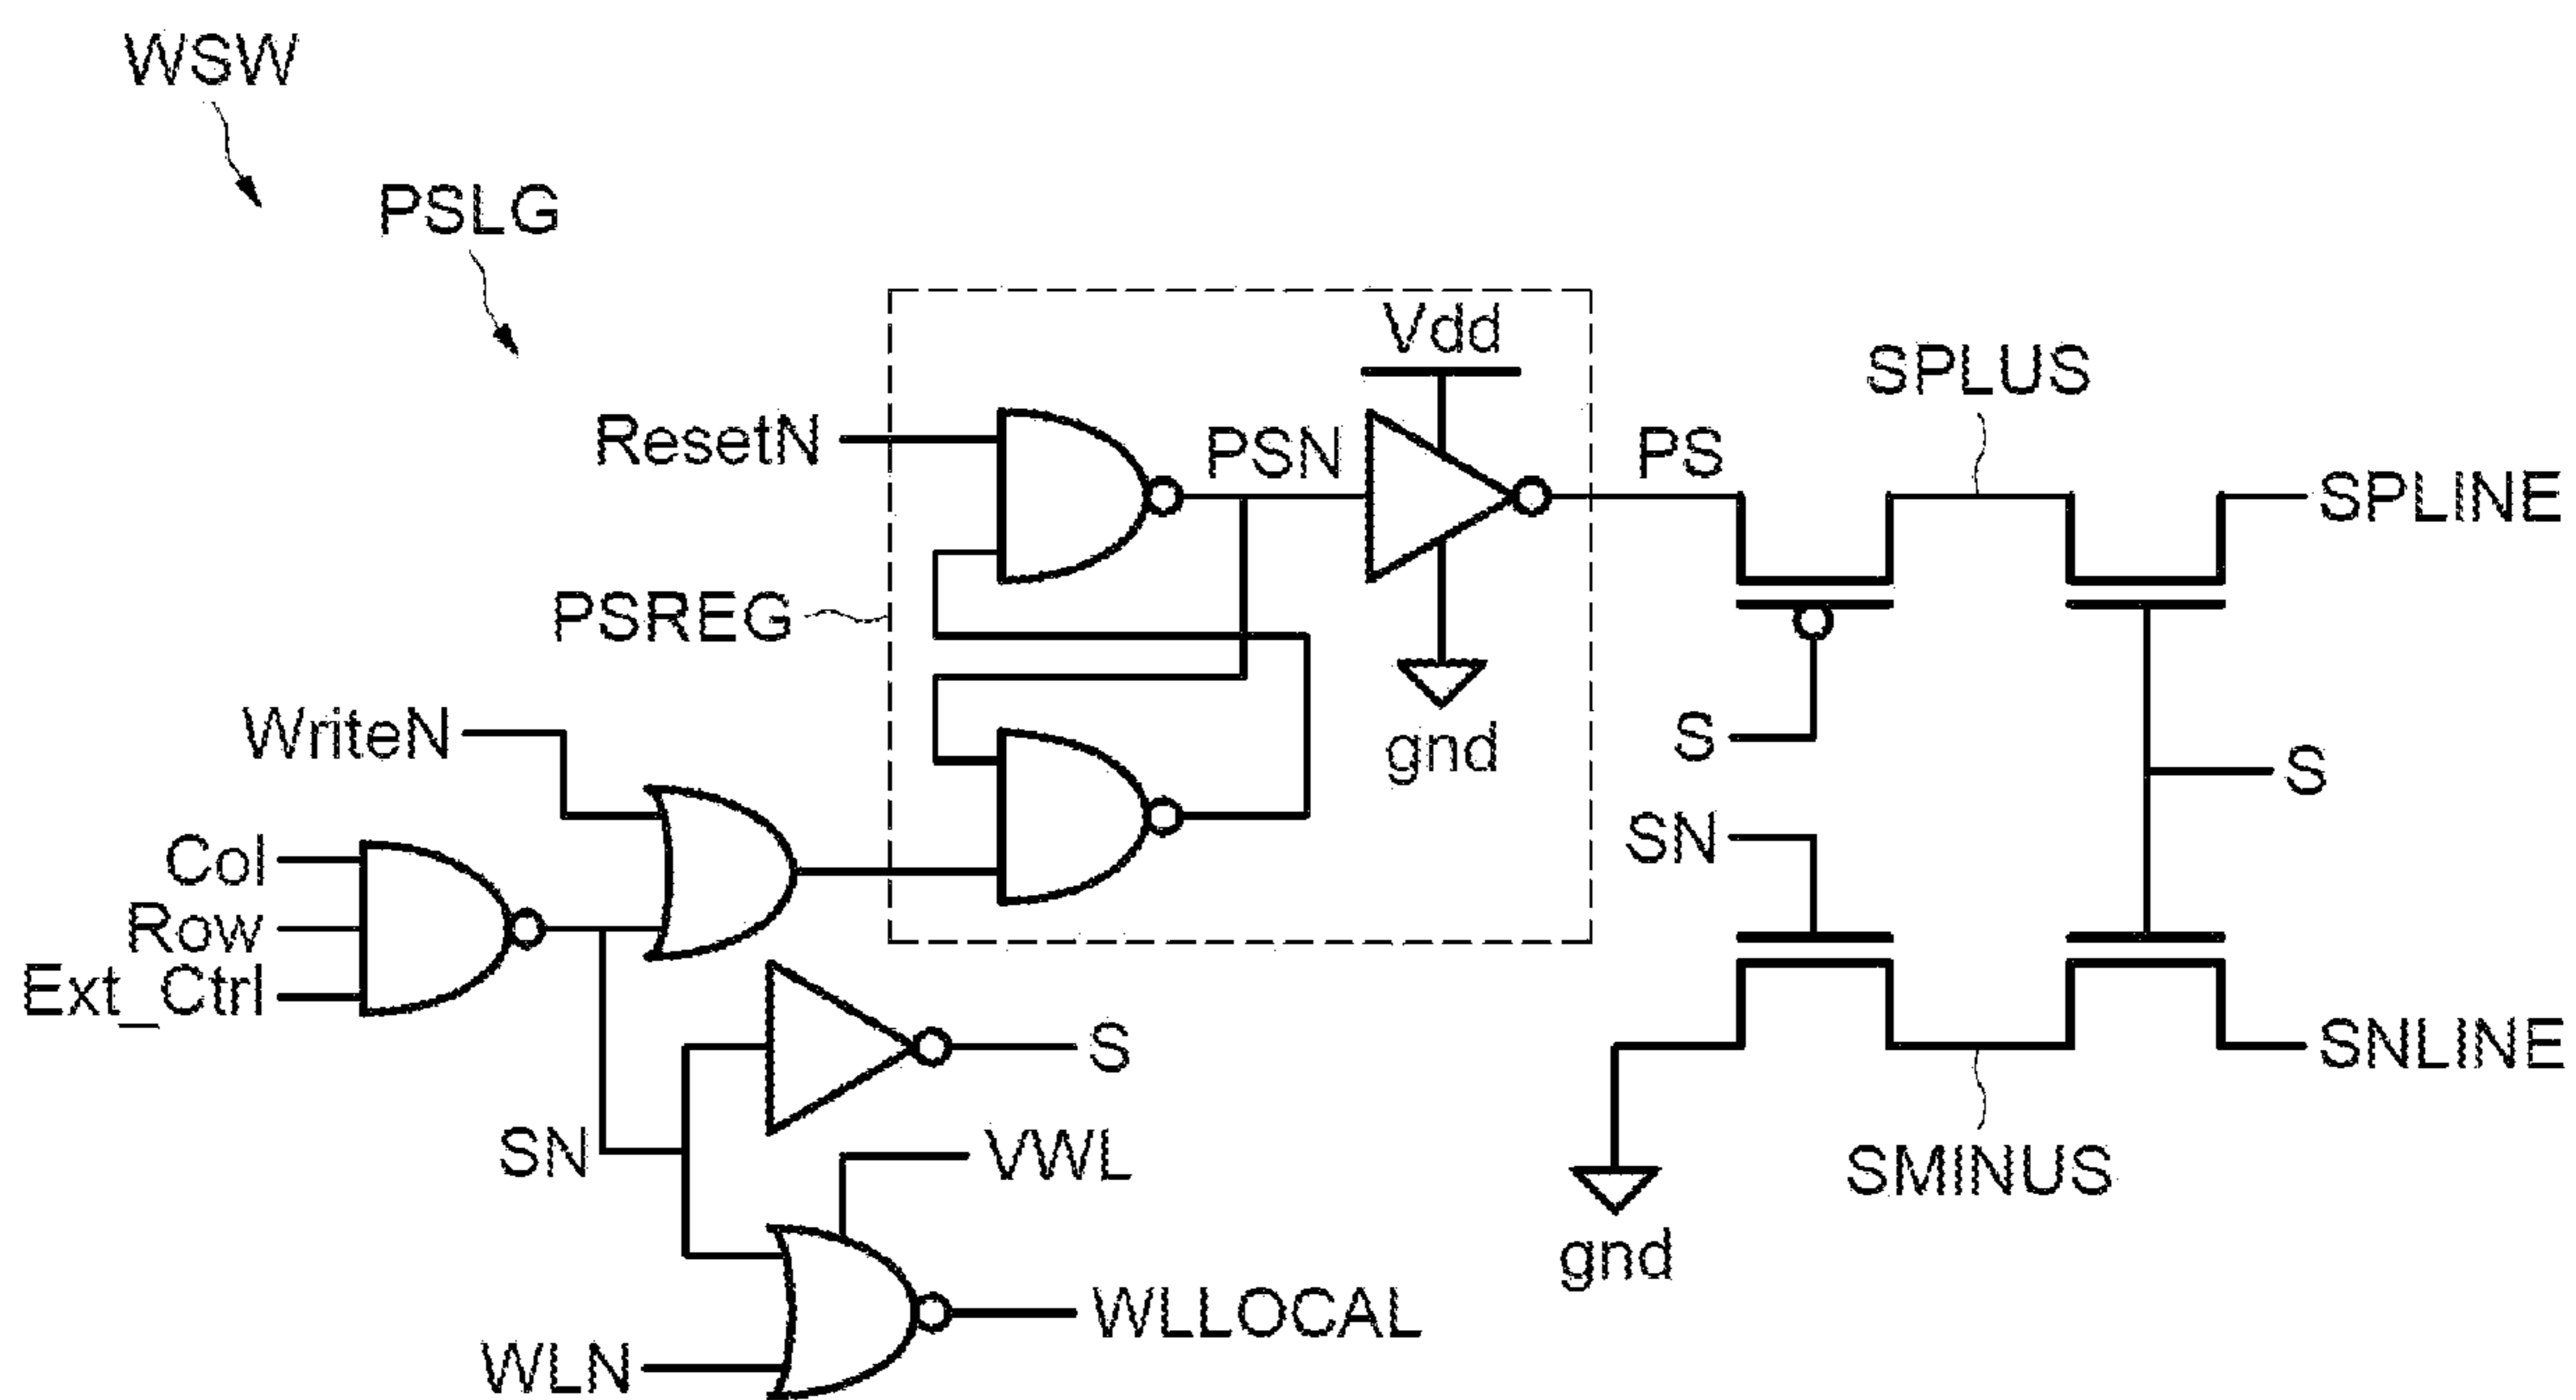 WSW
PSLG
Vdd
SPLUS
ResetN
PSN
PS
SPLINE
PSREG
WriteN
gnd
S
S
SN
Col
Row
Ext_Ctrl
S
SNLINE
SN
VWL
SMINUS
gnd
WLLOCAL
WLN